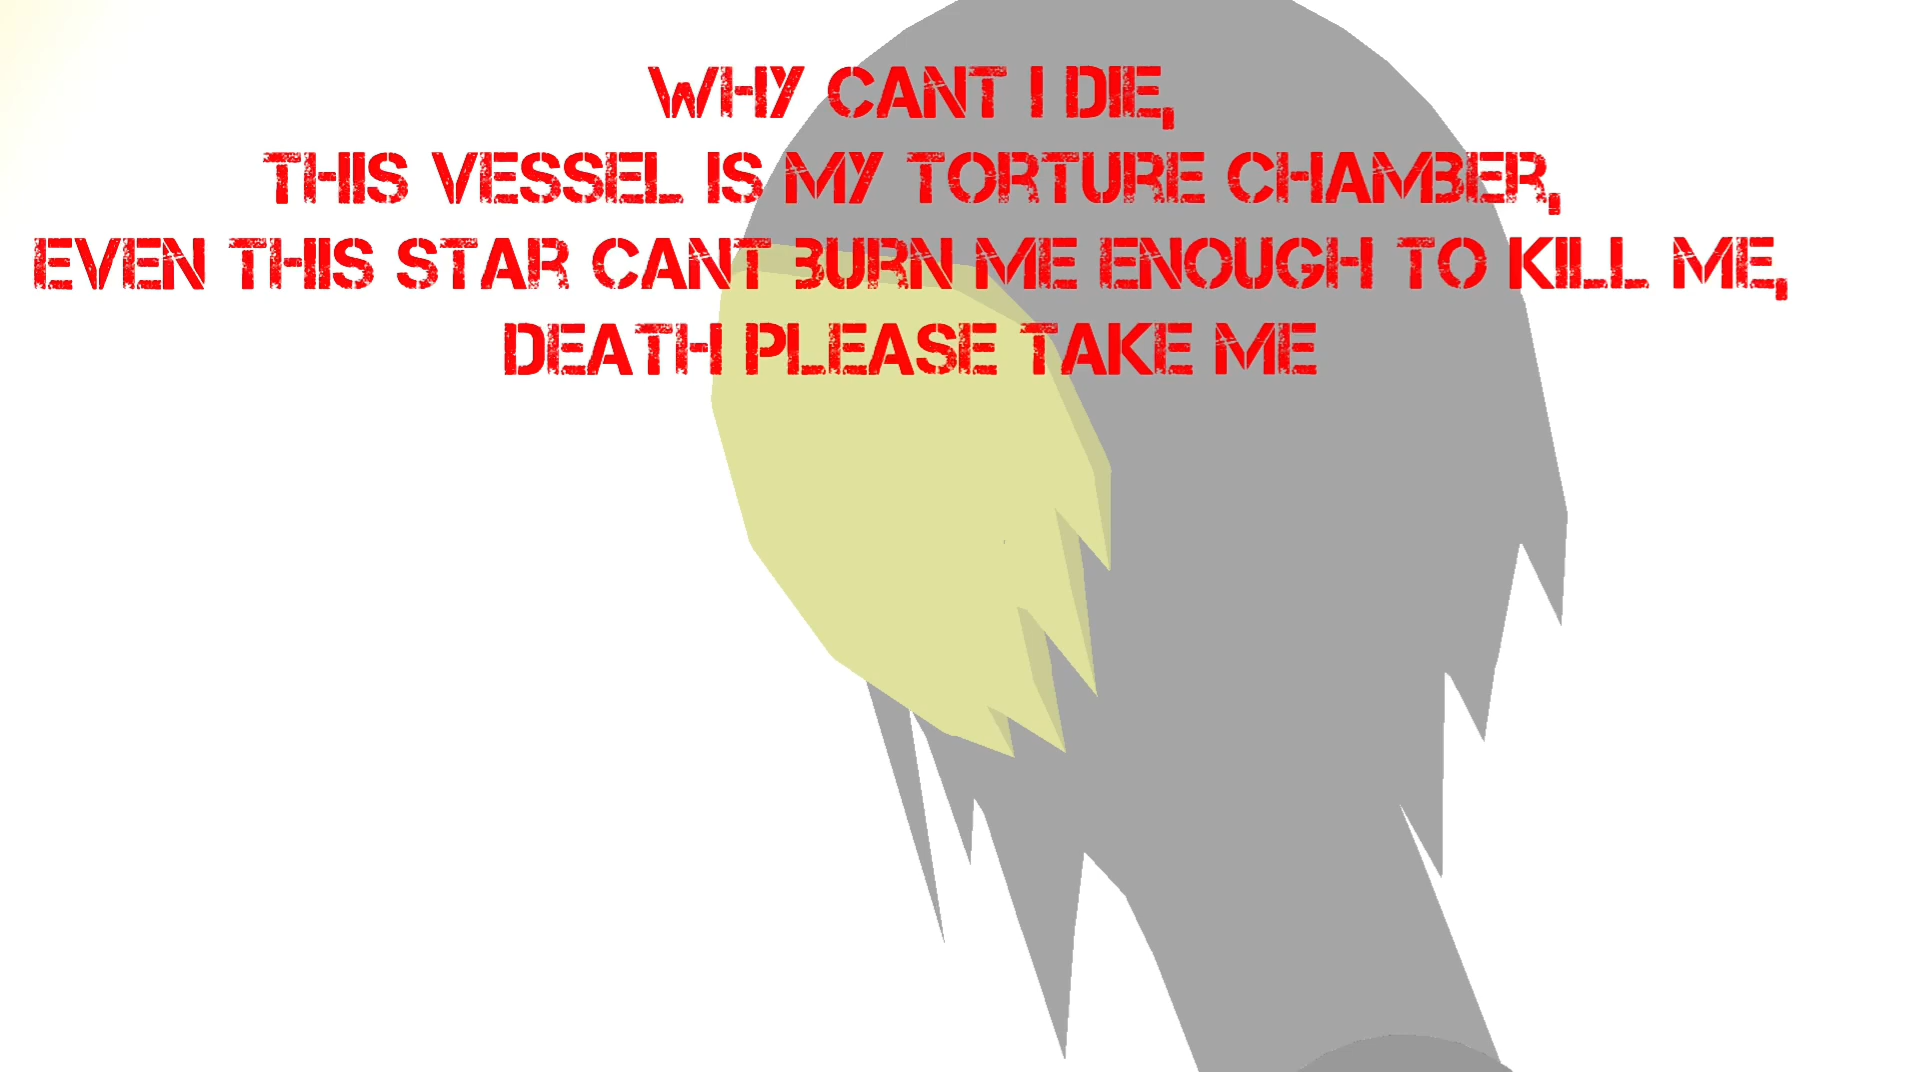 WHY CANT I DIE,
THIS VESSEL IS MY TORTURE CHAMBER,
EVEN THIS STAR CANT BURN ME ENOUGH TO KILL ME,
DEATH PLEASE TAKE ME